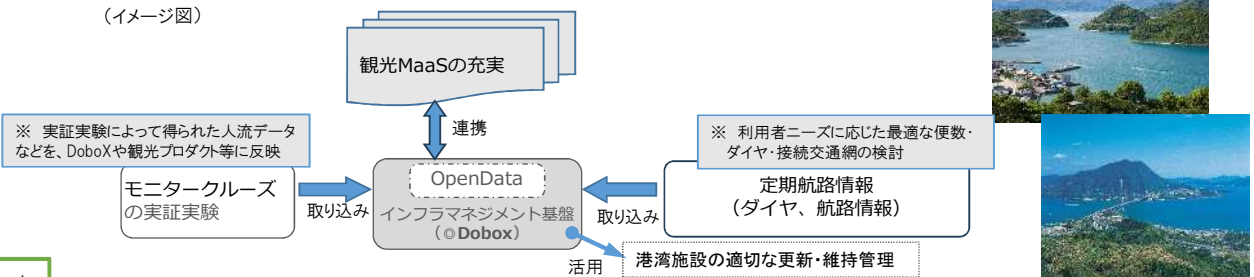 （イメージ図）
観光MaaSの充実
連携
※　実証実験によって得られた人流データ
などを、DoboXや観光プロダクト等に反映
※　利用者ニーズに応じた最適な便数・
ダイヤ・接続交通網の検討
モニタークルーズ
の実証実験
取り込み
OpenData
インフラマネジメント基盤
（◎Dobox）
取り込み
定期航路情報
（ダイヤ、航路情報）
活用
港湾施設の適切な更新・維持管理